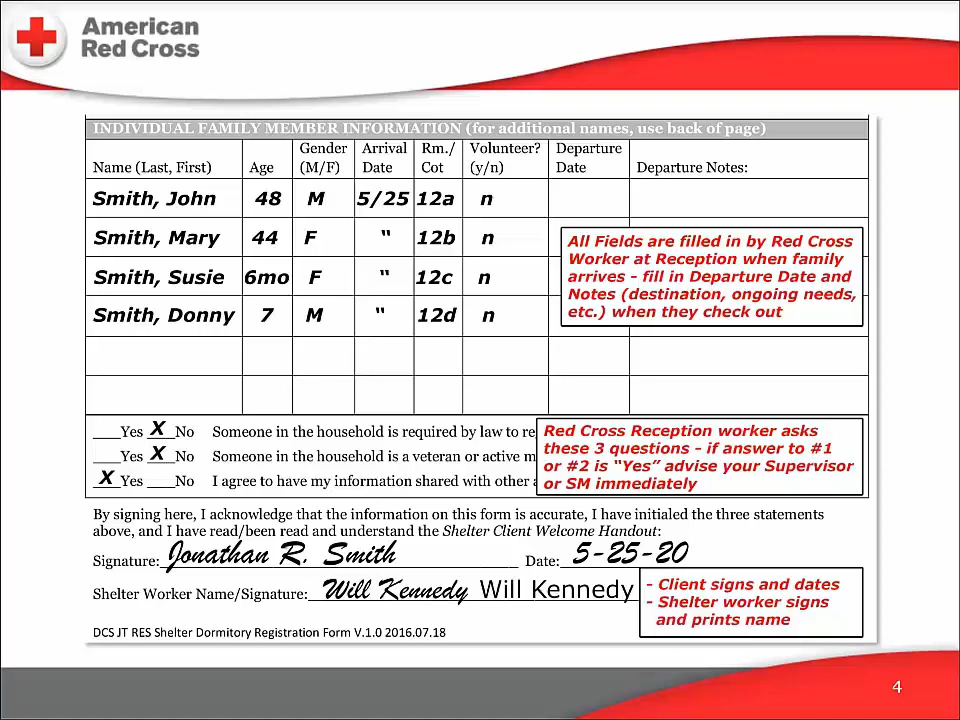 American
Red Cross
INDIVIDUAL FAMILY MEMBER INFORMATION (for additional names, use back of page)
Name (Last, First) Age Gender (M/F) Arrival Date Rm./ Cot Volunteer? (y/n) Departure Date Departure Notes:
Smith, John 48 M 5/25 12a n
Smith, Mary 44 F " 12b n
Smith, Susie 6mo F " 12c n
Smith, Donny 7 M " 12d n
All Fields are filled in by Red Cross
Worker at Reception when family
arrives - fill in Departure Date and
Notes (destination, ongoing needs,
etc.) when they check out
___Yes _X_No Someone in the household is required by law to re
___Yes _X_No Someone in the household is a veteran or active m
_X_Yes ___No I agree to have my information shared with other a
Red Cross Reception worker asks
these 3 questions - if answer to #1
or #2 is "Yes" advise your Supervisor
or SM immediately
By signing here, I acknowledge that the information on this form is accurate, I have initialed the three statements
above, and I have read/been read and understand the Shelter Client Welcome Handout:
Signature: Jonathan R. Smith Date: 5-25-20
Shelter Worker Name/Signature: Will Kennedy Will Kennedy
- Client signs and dates
- Shelter worker signs
and prints name
DCS JT RES Shelter Dormitory Registration Form V.1.0 2016.07.18
4